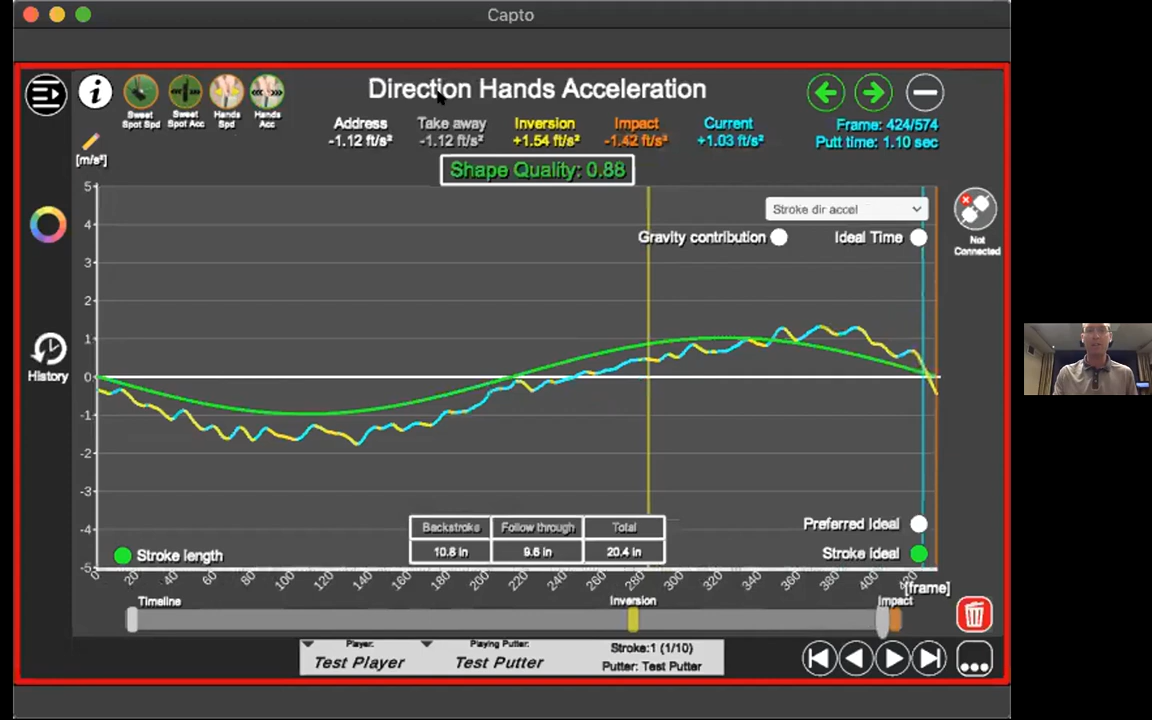 Capto
Sweet Spot Spd
Sweet Spot Acc
Hands Spd
Hands Acc
Direction Hands Acceleration
Address
-1.12 ft/s²
Take away
-1.12 ft/s²
Inversion
+1.54 ft/s²
Impact
-1.42 ft/s²
Current
+1.03 ft/s²
Frame: 424/574
Putt time: 1.10 sec
[m/s²]
Shape Quality: 0.88
Stroke dir accel
Gravity contribution
Ideal Time
Not Connected
History
5
4
3
2
1
0
-1
-2
-3
-4
-5
Backstroke Follow through Total
10.8 in 9.6 in 20.4 in
Preferred Ideal
Stroke length
Stroke ideal
0 20 40 60 80 100 120 140 160 180 200 220 240 260 280 300 320 340 360 380 400 420
[frame]
Timeline
Inversion
Impact
Player:
Test Player
Playing Putter:
Test Putter
Stroke:1 (1/10)
Putter: Test Putter